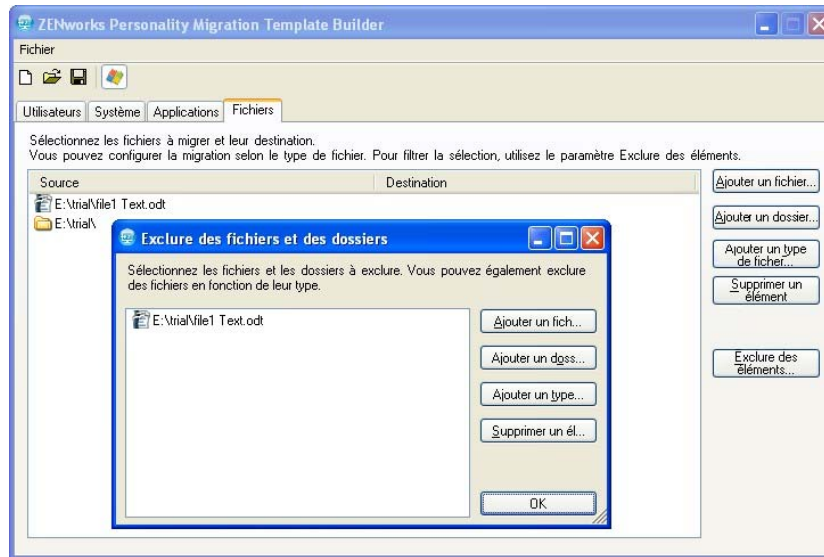 ZENworks Personality Migration Template Builder
Fichier
Utilisateurs Système Applications Fichiers
Sélectionnez les fichiers à migrer et leur destination.
Vous pouvez configurer la migration selon le type de fichier. Pour filtrer la sélection, utilisez le paramètre Exclure des éléments.
Source Destination
E:\trial\file1 Text.odt
E:\trial\
Ajouter un fichier...
Ajouter un dossier...
Ajouter un type
de ficher...
Supprimer un
élément
Exclure des
éléments...
Exclure des fichiers et des dossiers
Sélectionnez les fichiers et les dossiers à exclure. Vous pouvez également exclure
des fichiers en fonction de leur type.
E:\trial\file1 Text.odt
Ajouter un fich...
Ajouter un doss...
Ajouter un type...
Supprimer un él...
OK